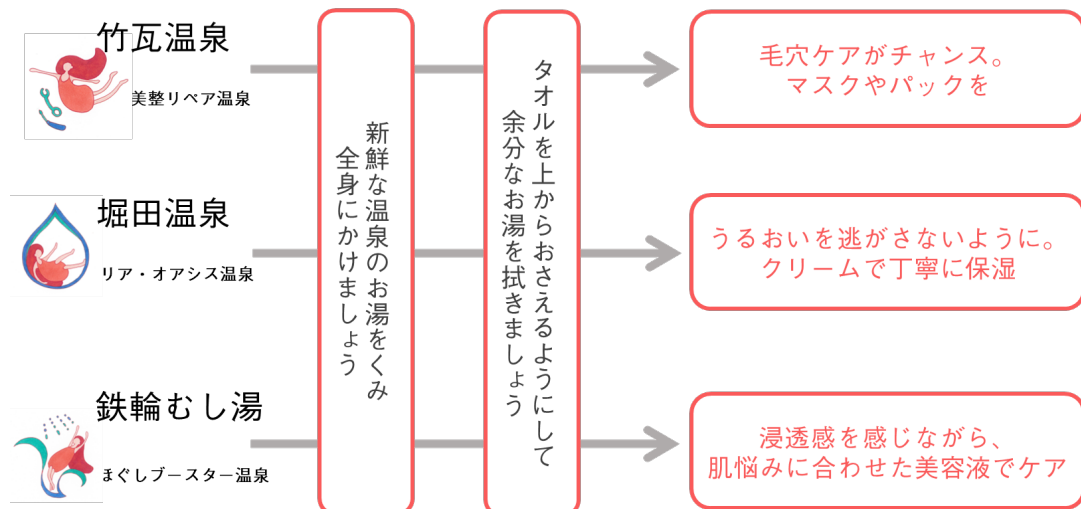 竹瓦温泉
美整リペア温泉
堀田温泉
リア・オアシス温泉
鉄輪むし湯
ほぐしブースター温泉
新鮮な温泉のお湯をくみ
全身にかけましょう
タオルを上からおさえるようにして
余分なお湯を拭きましょう
毛穴ケアがチャンス。
マスクやパックを
うるおいを逃がさないように。
クリームで丁寧に保湿
浸透感を感じながら、
肌悩みに合わせた美容液でケア